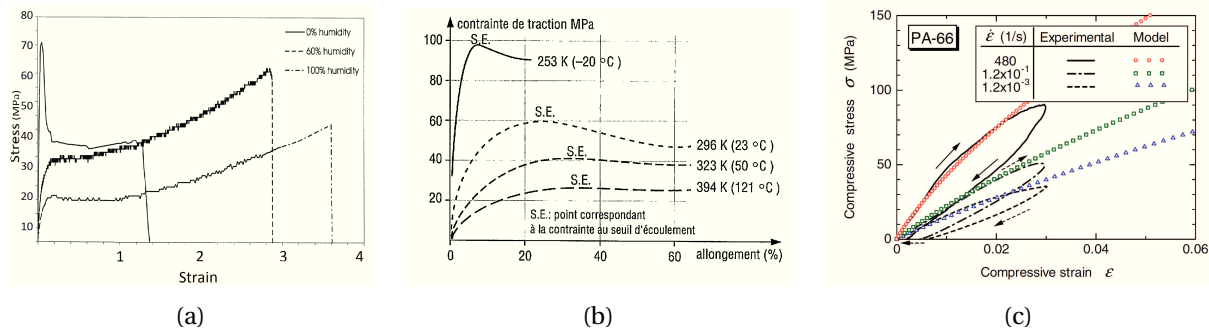 80
70
60
50
40
30
20
10
Stress (MPa)
1
2
3
4
Strain
0% humidity
60% humidity
100% humidity
(a)
contrainte de traction MPa
100
80
60
40
20
S.E.
253 K (−20 °C)
S.E.
296 K (23 °C)
S.E.
323 K (50 °C)
S.E.
394 K (121 °C)
S.E.: point correspondant
à la contrainte au seuil d'écoulement
0
20
40
60
allongement (%)
(b)
150
100
50
0
Compressive stress σ (MPa)
PA-66
ε̇ (1/s) Experimental Model
480
1.2x10⁻¹
1.2x10⁻³
0
0.02
0.04
0.06
Compressive strain ε
(c)